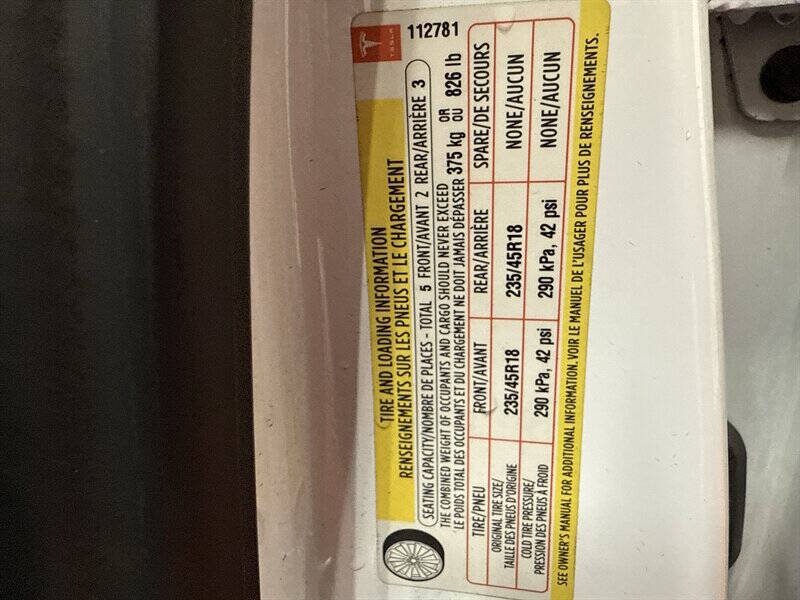 TESLA
112781
TIRE AND LOADING INFORMATION
RENSEIGNEMENTS SUR LES PNEUS ET LE CHARGEMENT
SEATING CAPACITY/NOMBRE DE PLACES - TOTAL 5 FRONT/AVANT 2 REAR/ARRIÈRE 3
THE COMBINED WEIGHT OF OCCUPANTS AND CARGO SHOULD NEVER EXCEED
LE POIDS TOTAL DES OCCUPANTS ET DU CHARGEMENT NE DOIT JAMAIS DÉPASSER 375 kg OR OU 826 lb
TIRE/PNEU FRONT/AVANT REAR/ARRIÈRE SPARE/DE SECOURS
ORIGINAL TIRE SIZE/
TAILLE DES PNEUS D'ORIGINE 235/45R18 235/45R18 NONE/AUCUN
COLD TIRE PRESSURE/
PRESSION DES PNEUS À FROID 290 kPa, 42 psi 290 kPa, 42 psi NONE/AUCUN
SEE OWNER'S MANUAL FOR ADDITIONAL INFORMATION. VOIR LE MANUEL DE L'USAGER POUR PLUS DE RENSEIGNEMENTS.